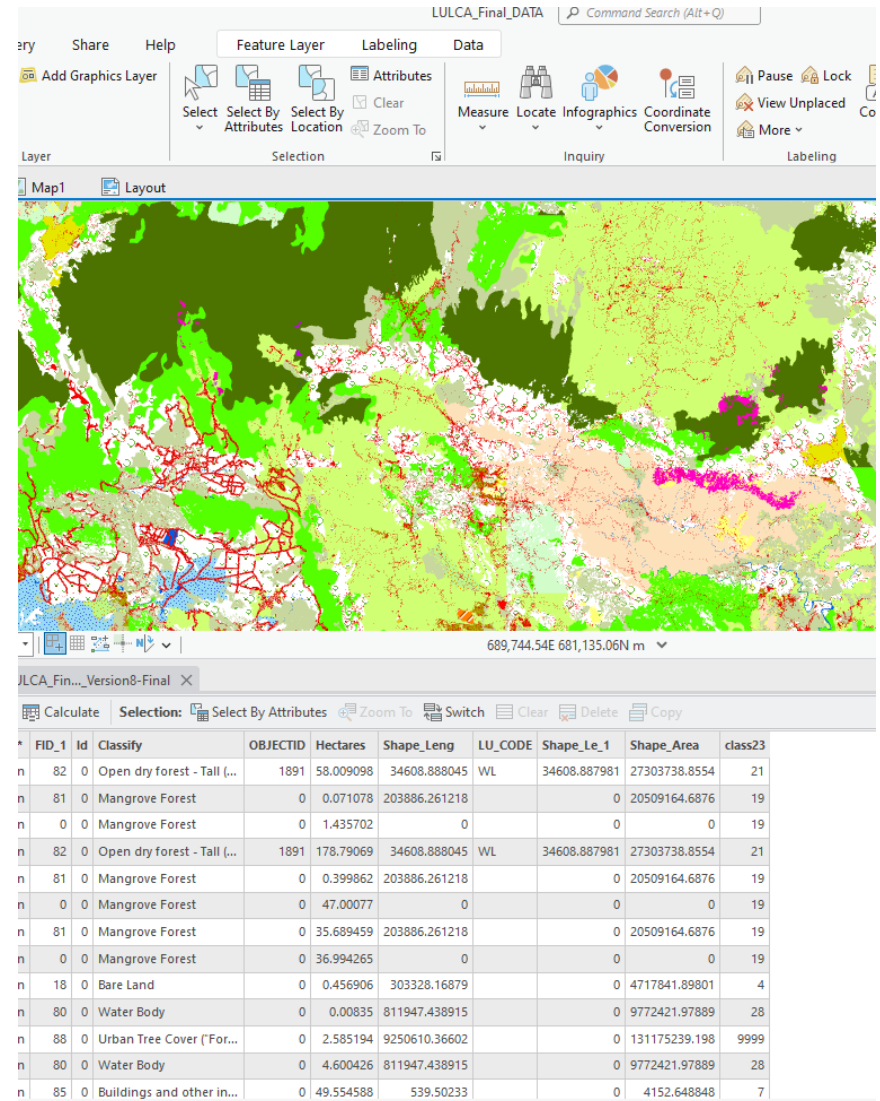 LULCA_Final_DATA Command Search (Alt+Q)
ery Share Help Feature Layer Labeling Data
Add Graphics Layer Attributes Pause Lock
Clear View Unplaced
Select Select By Attributes Select By Location Zoom To Measure Locate Infographics Coordinate Conversion More Co
Layer Selection Inquiry Labeling
Map1 Layout
689,744.54E 681,135.06N m
ULCA_Fin..._Version8-Final
Calculate Selection: Select By Attributes Zoom To Switch Clear Delete Copy
* FID_1 Id Classify OBJECTID Hectares Shape_Leng LU_CODE Shape_Le_1 Shape_Area class23
n 82 0 Open dry forest - Tall (... 1891 58.009098 34608.888045 WL 34608.887981 27303738.8554 21
n 81 0 Mangrove Forest 0 0.071078 203886.261218 0 20509164.6876 19
n 0 0 Mangrove Forest 0 1.435702 0 0 0 19
n 82 0 Open dry forest - Tall (... 1891 178.79069 34608.888045 WL 34608.887981 27303738.8554 21
n 81 0 Mangrove Forest 0 0.399862 203886.261218 0 20509164.6876 19
n 0 0 Mangrove Forest 0 47.00077 0 0 0 19
n 81 0 Mangrove Forest 0 35.689459 203886.261218 0 20509164.6876 19
n 0 0 Mangrove Forest 0 36.994265 0 0 0 19
n 18 0 Bare Land 0 0.456906 303328.16879 0 4717841.89801 4
n 80 0 Water Body 0 0.00835 811947.438915 0 9772421.97889 28
n 88 0 Urban Tree Cover ("For... 0 2.585194 9250610.36602 0 131175239.198 9999
n 80 0 Water Body 0 4.600426 811947.438915 0 9772421.97889 28
n 85 0 Buildings and other in... 0 49.554588 539.50233 0 4152.648848 7